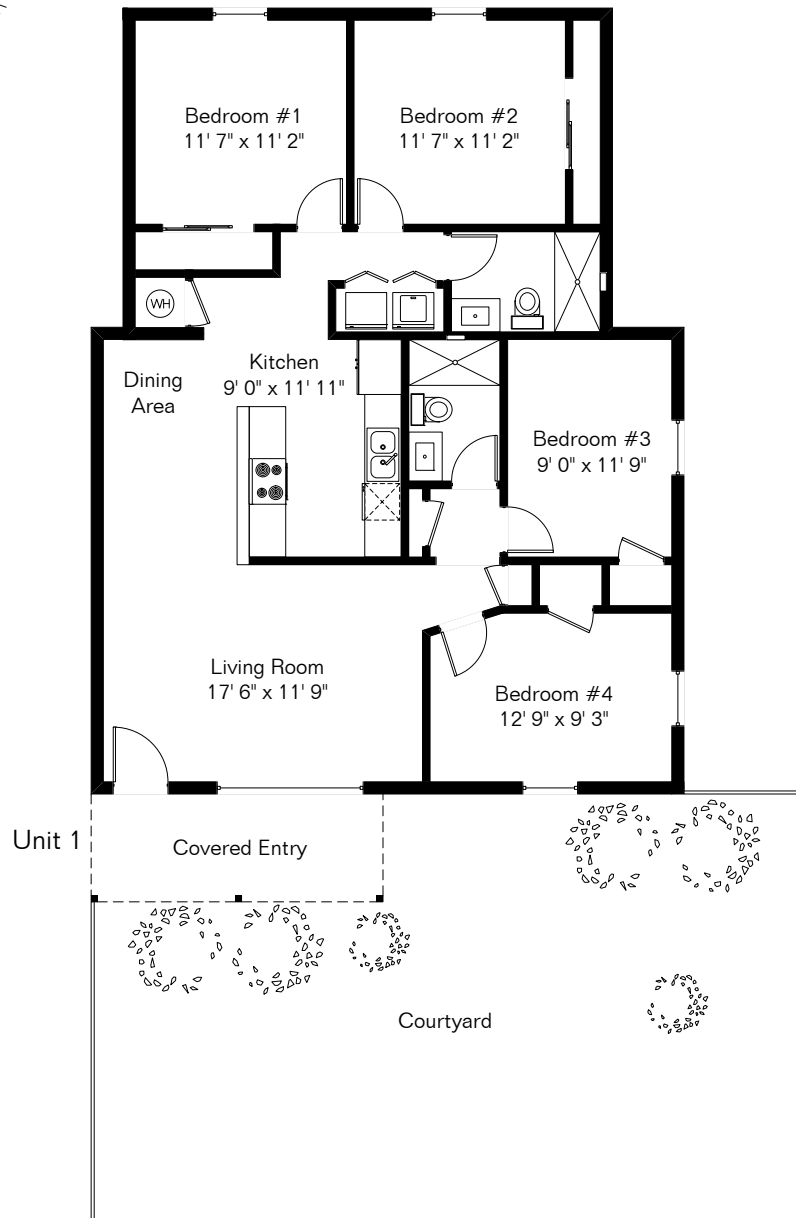 Bedroom #1
11' 7" x 11' 2"
Bedroom #2
11' 7" x 11' 2"
WH
Kitchen
9' 0" x 11' 11"
Dining
Area
Bedroom #3
9' 0" x 11' 9"
Living Room
17' 6" x 11' 9"
Bedroom #4
12' 9" x 9' 3"
Unit 1
Covered Entry
Courtyard